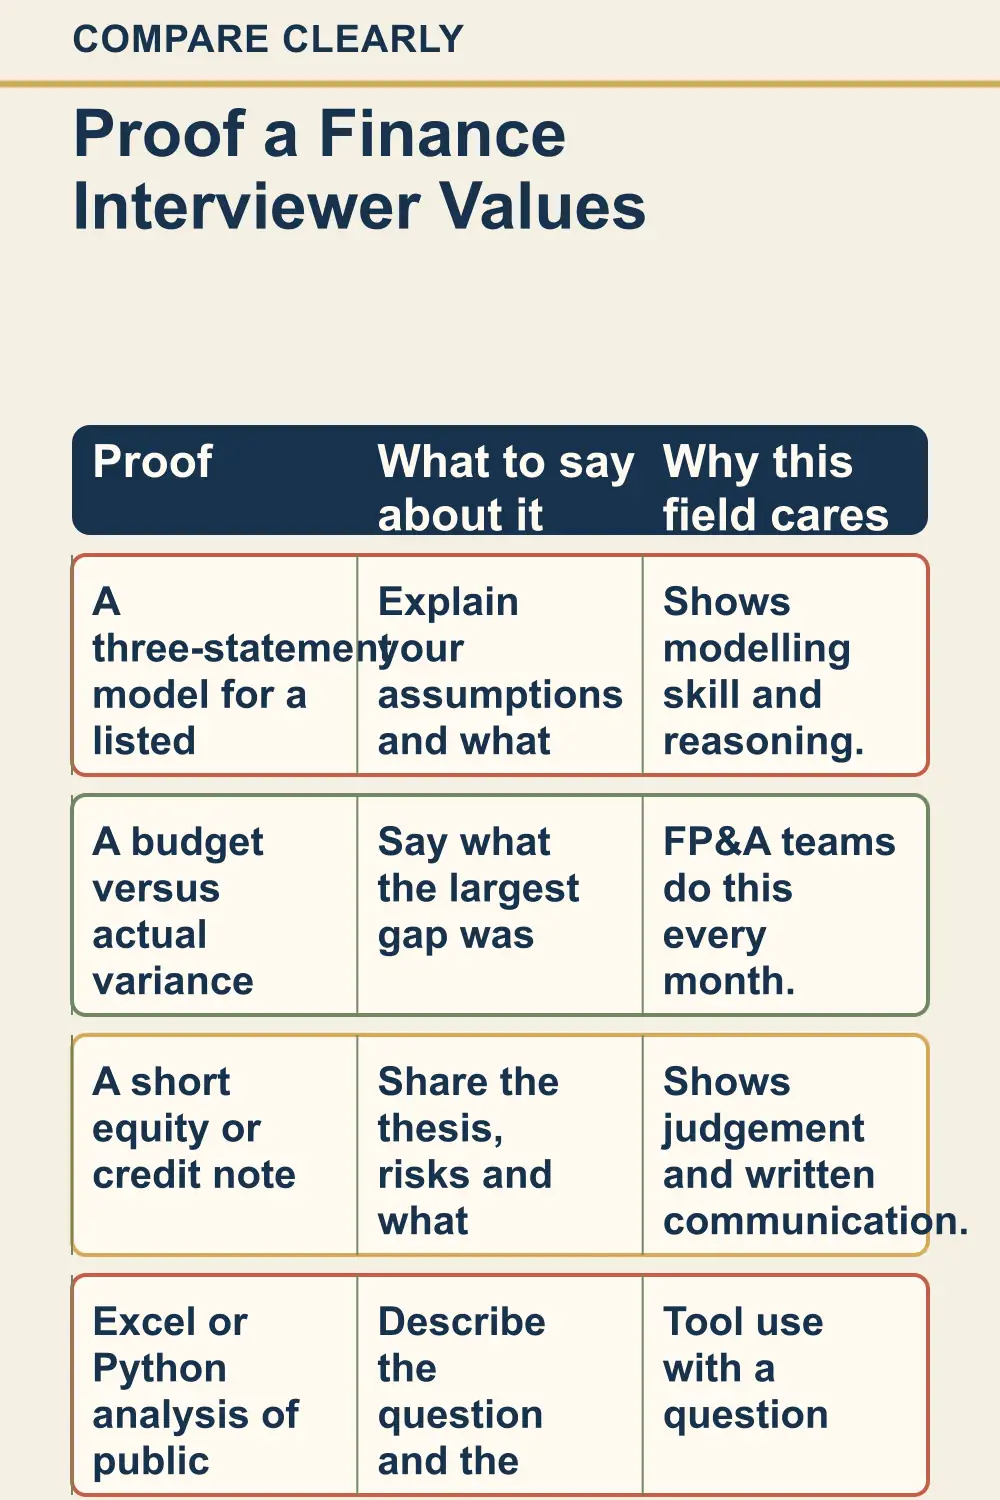 COMPARE CLEARLY
Proof a Finance
Interviewer Values
Proof
What to say
about it
Why this
field cares
A
three-statement
model for a
listed
Explain
your
assumptions
and what
Shows
modelling
skill and
reasoning.
A budget
versus
actual
variance
Say what
the largest
gap was
FP&A teams
do this
every
month.
A short
equity or
credit note
Share the
thesis,
risks and
what
Shows
judgement
and written
communication.
Excel or
Python
analysis of
public
Describe
the
question
and the
Tool use
with a
question